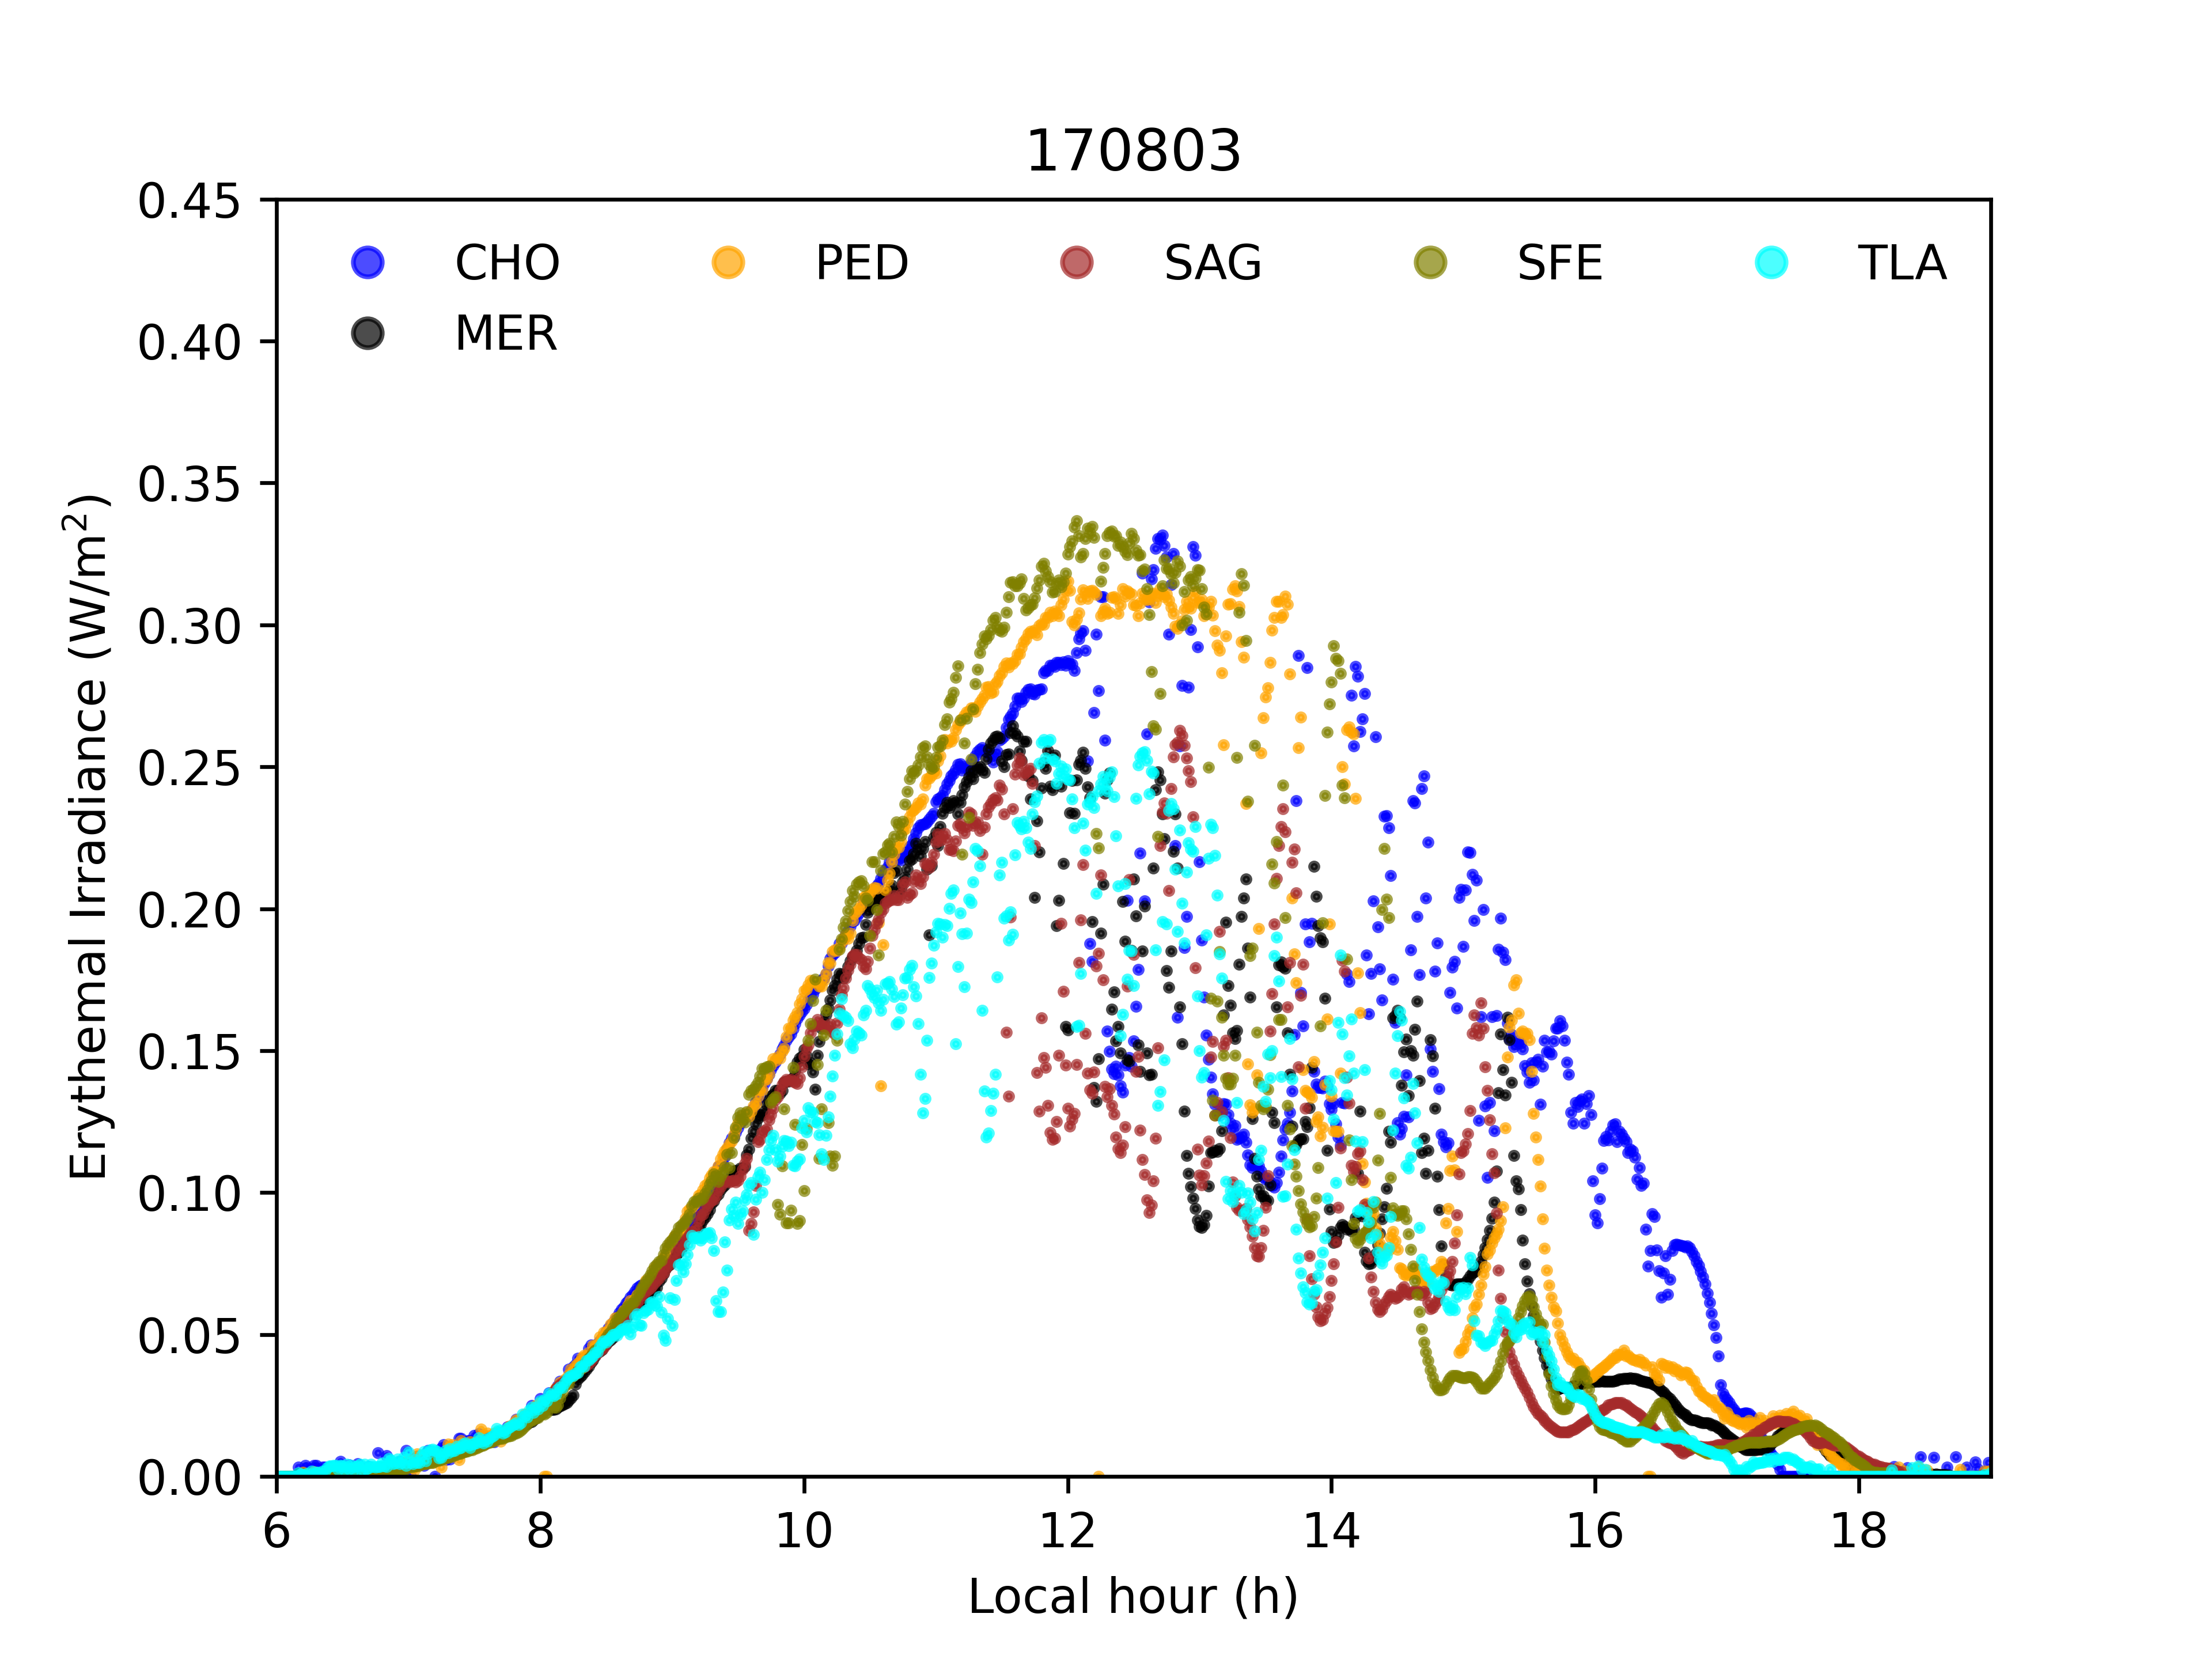 170803
CHO PED SAG SFE TLA
MER
0.45
0.40
0.35
0.30
0.25
0.20
0.15
0.10
0.05
0.00
Erythemal Irradiance (W/m²)
6 8 10 12 14 16 18
Local hour (h)